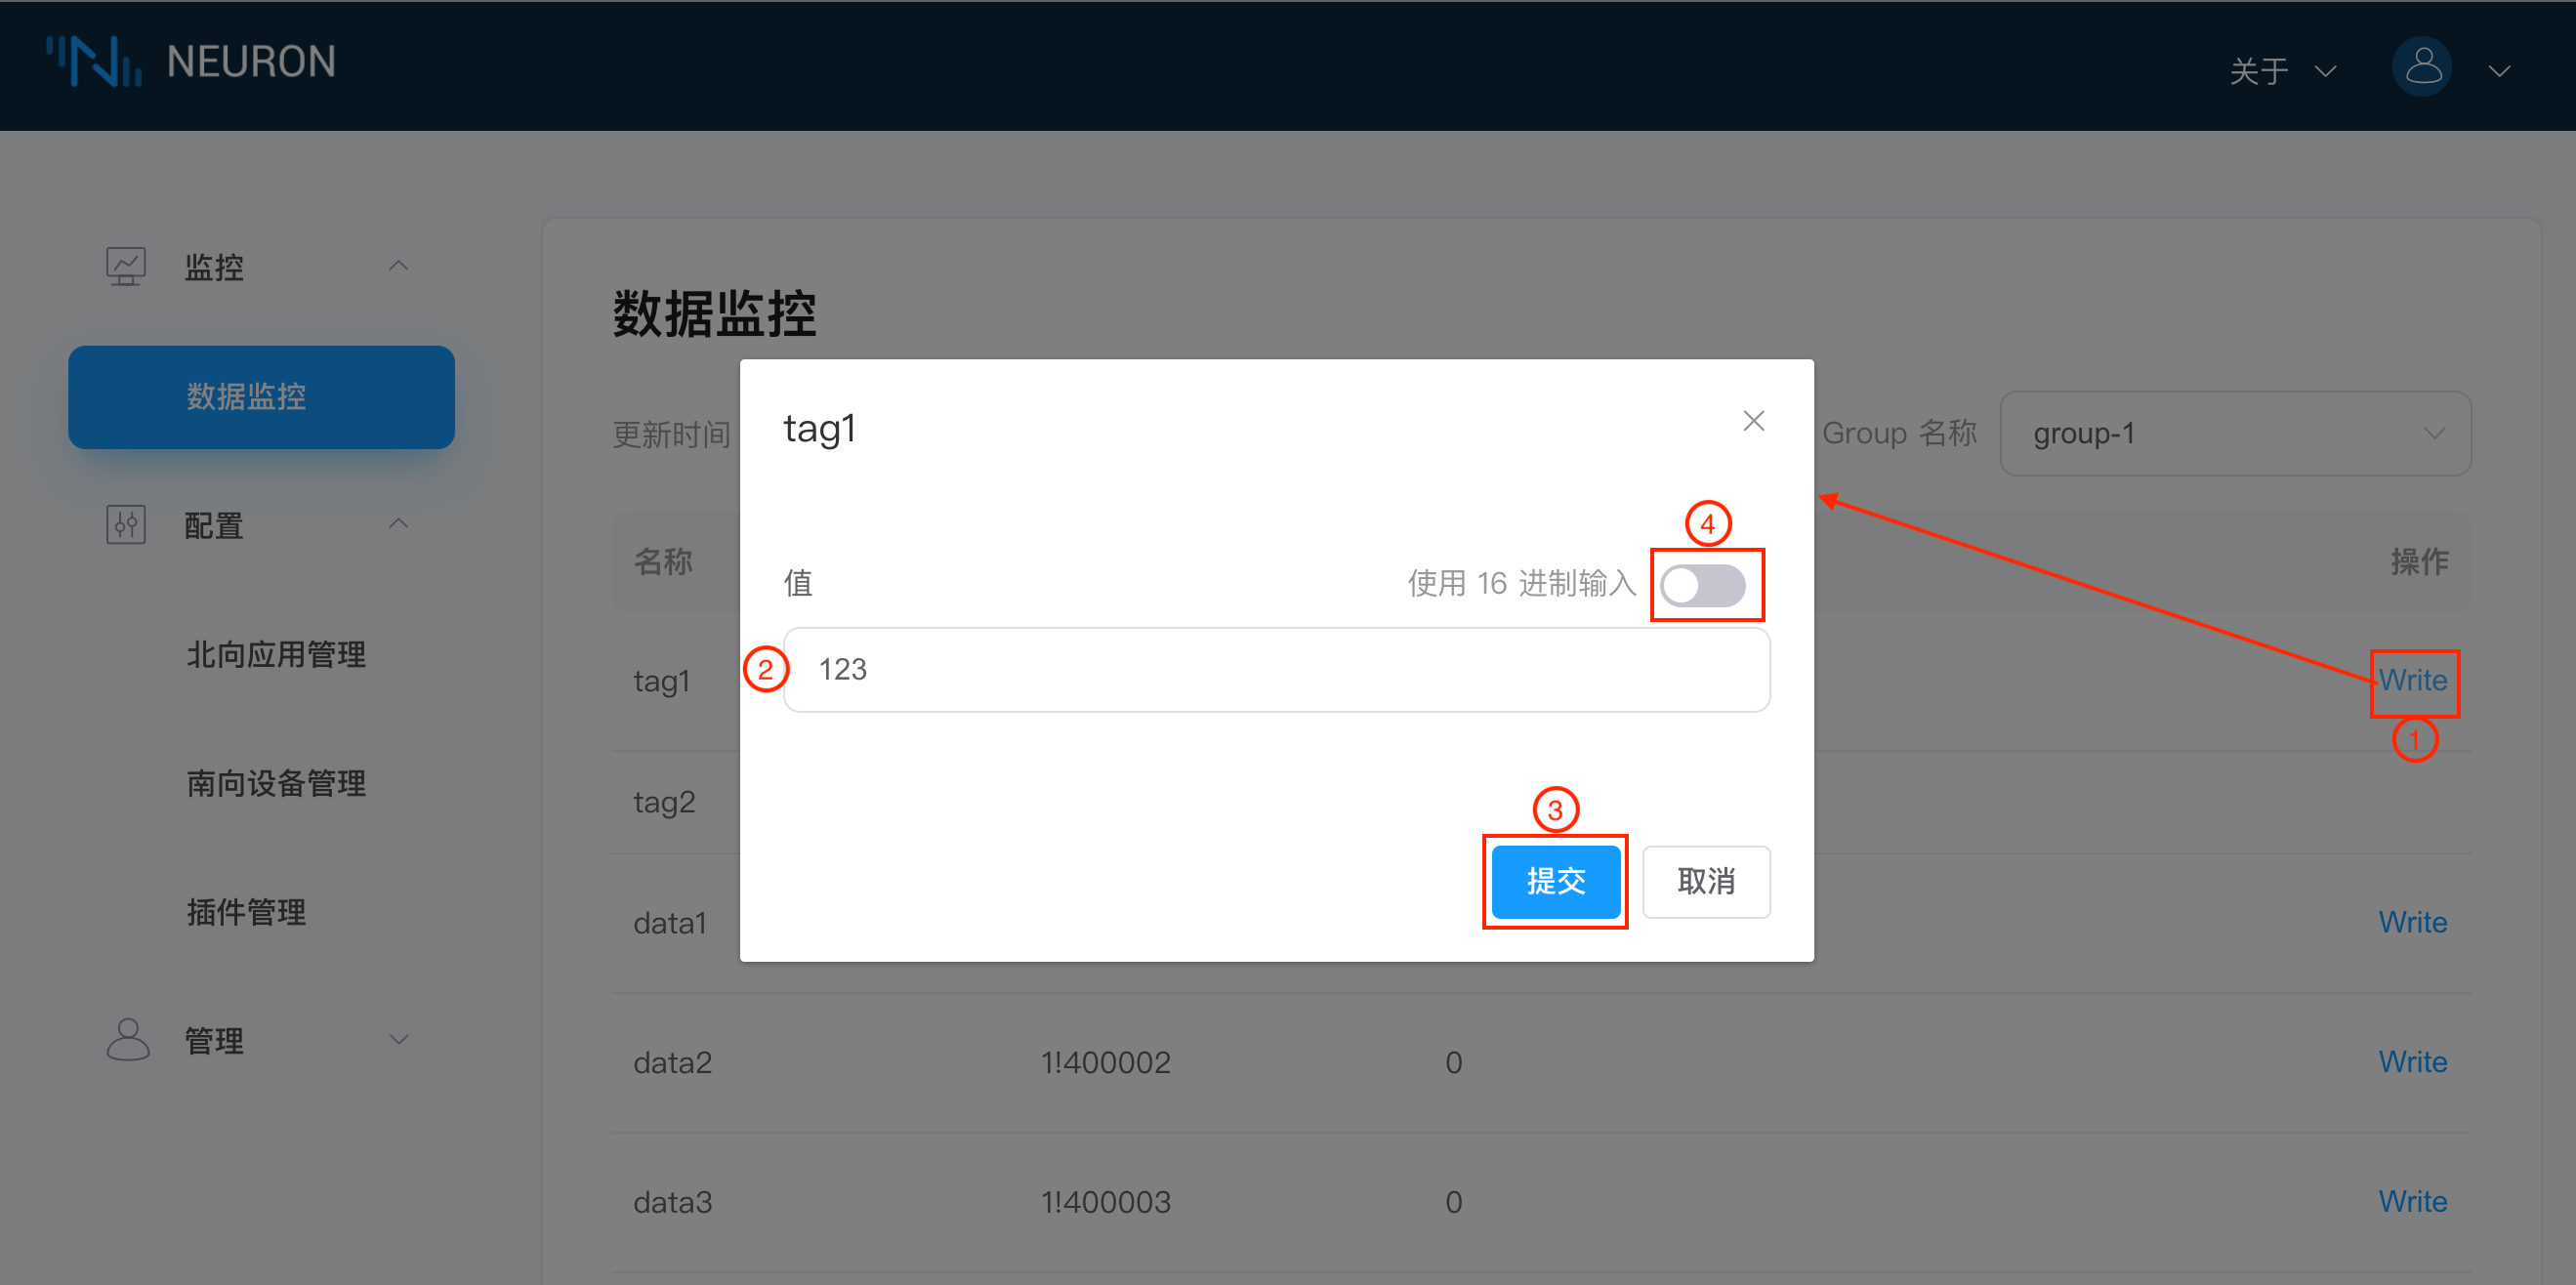 NEURON
关于
监控
数据监控
配置
北向应用管理
南向设备管理
插件管理
管理
数据监控
更新时间
Group 名称
group-1
名称
操作
tag1
Write
1
tag2
data1
Write
data2 1!400002 0 Write
data3 1!400003 0 Write
tag1
4
值
使用 16 进制输入
2
123
3
提交
取消